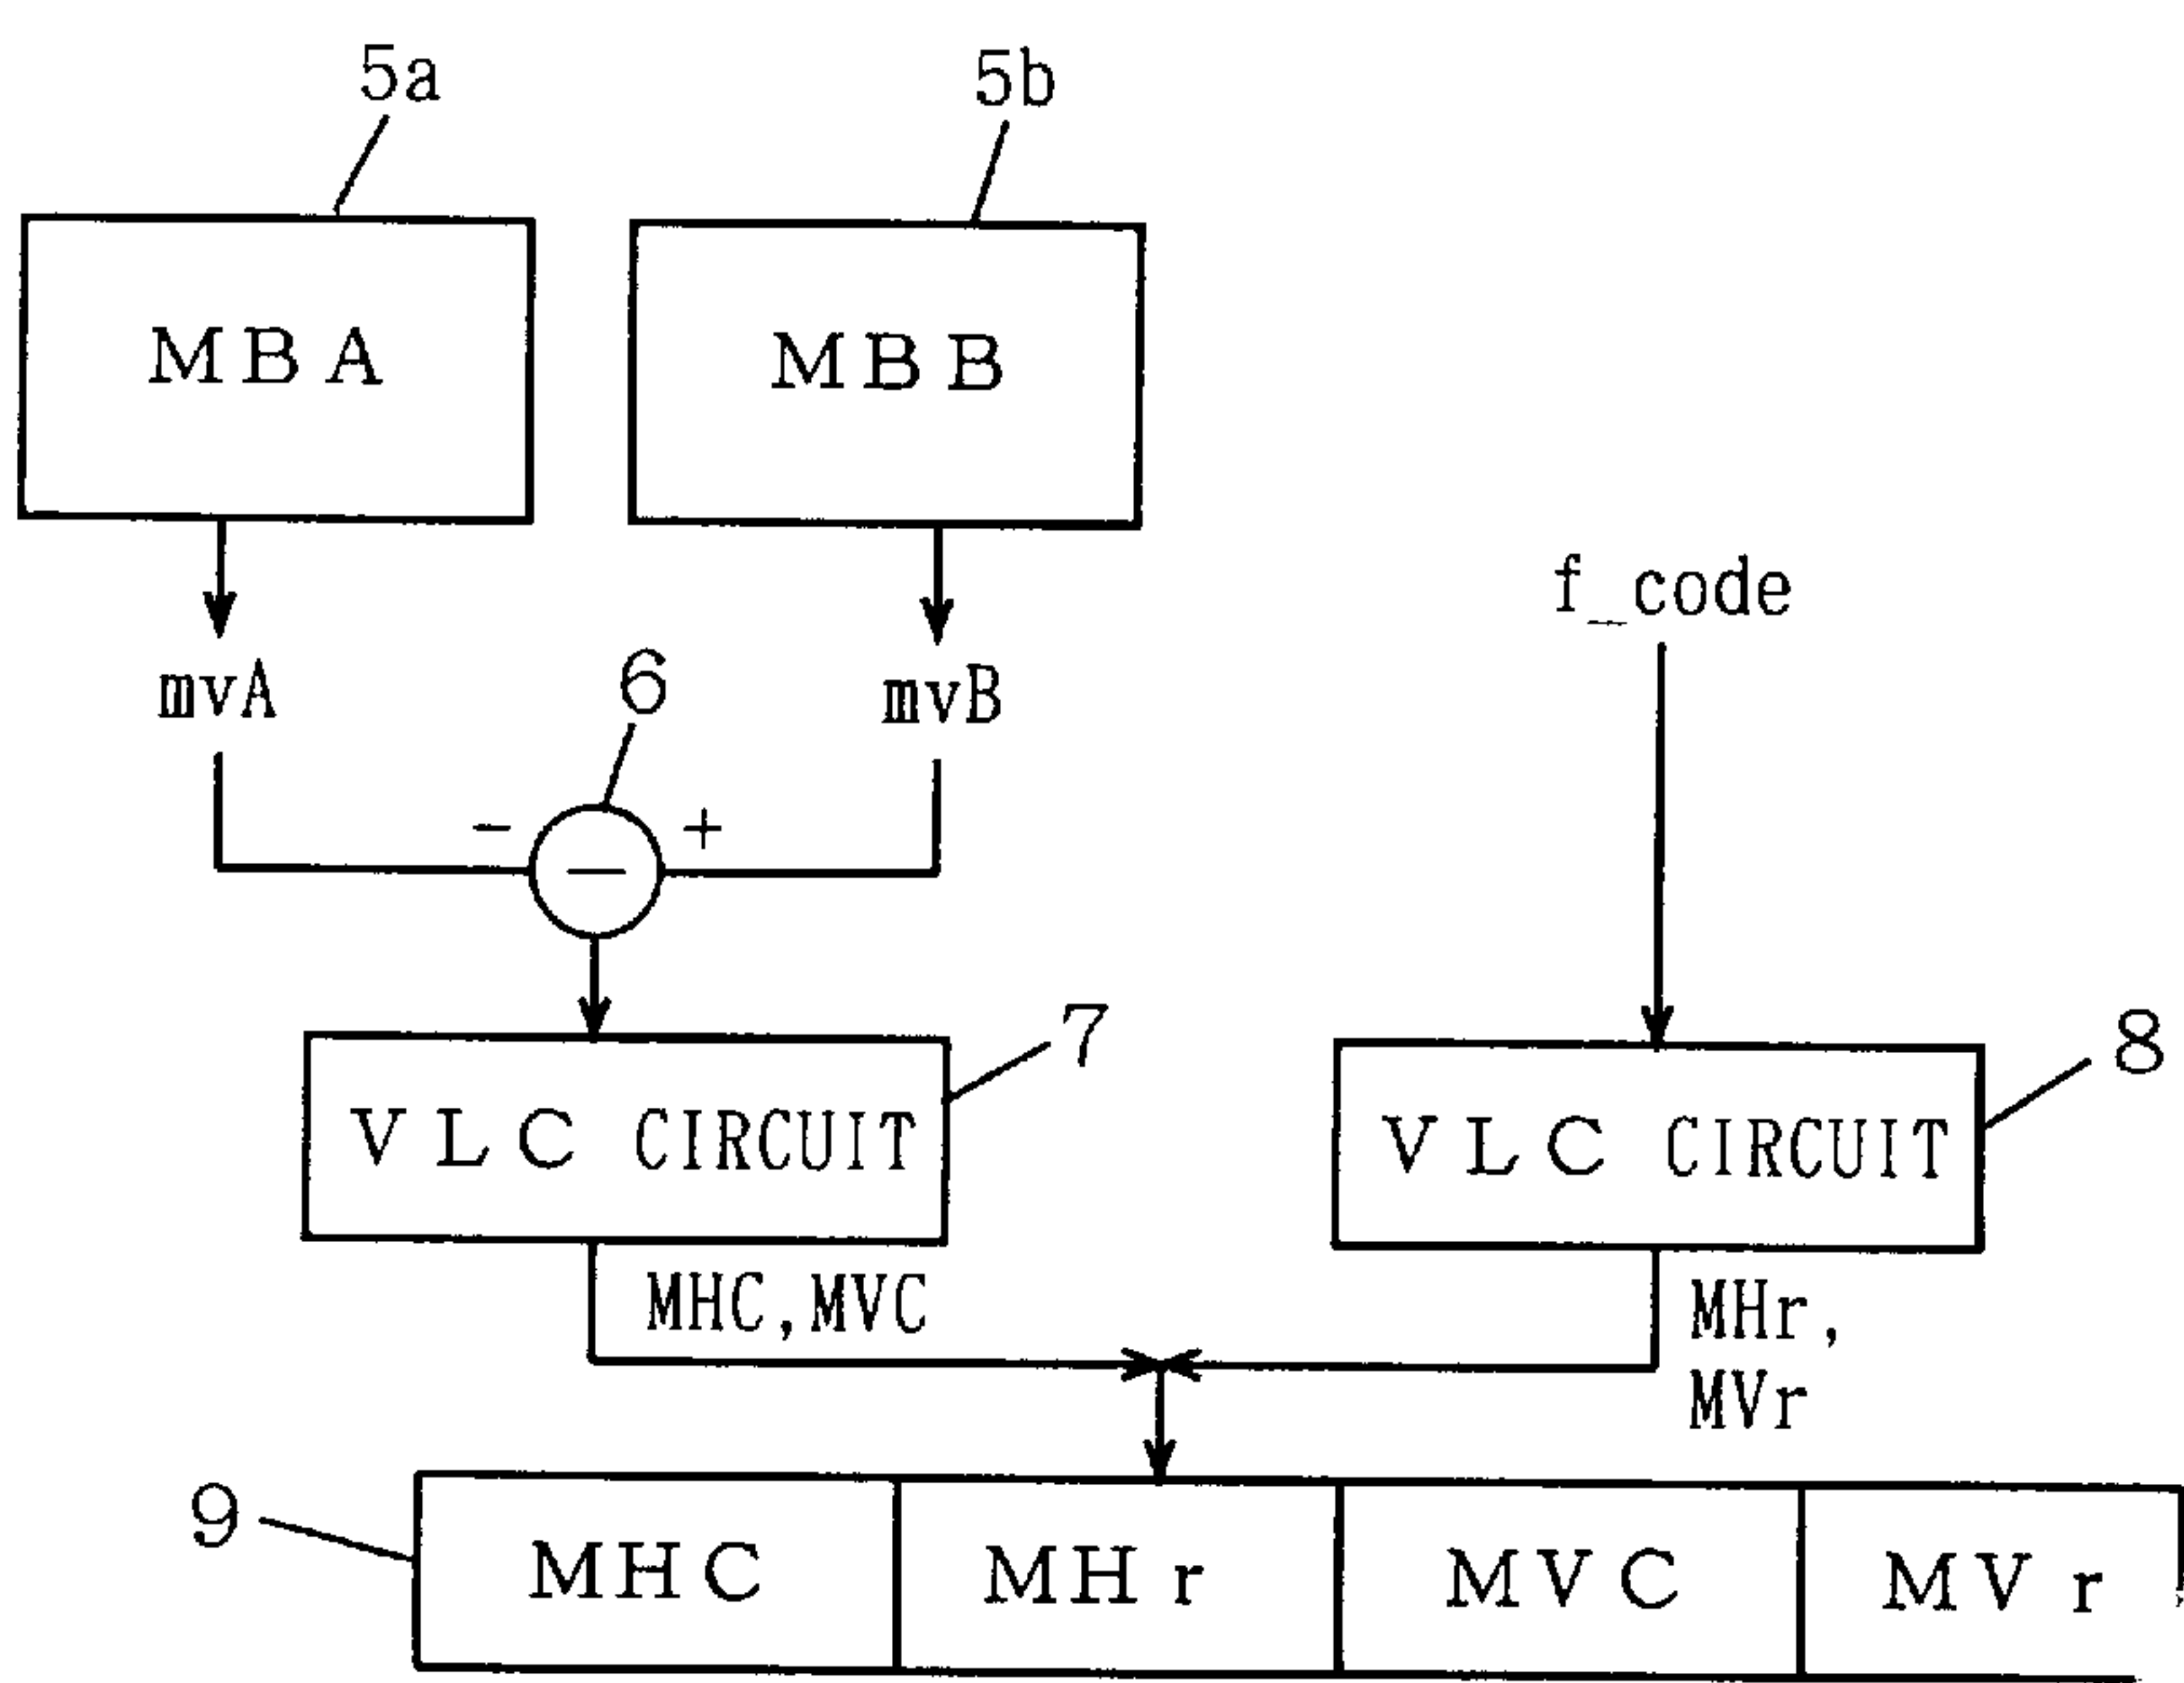 5a
5b
MBA
MBB
f_code
mvA
6
mvB
- +
−
7
8
VLC CIRCUIT
VLC CIRCUIT
MHC,MVC
MHr,
MVr
9
MHC MHr MVC MVr